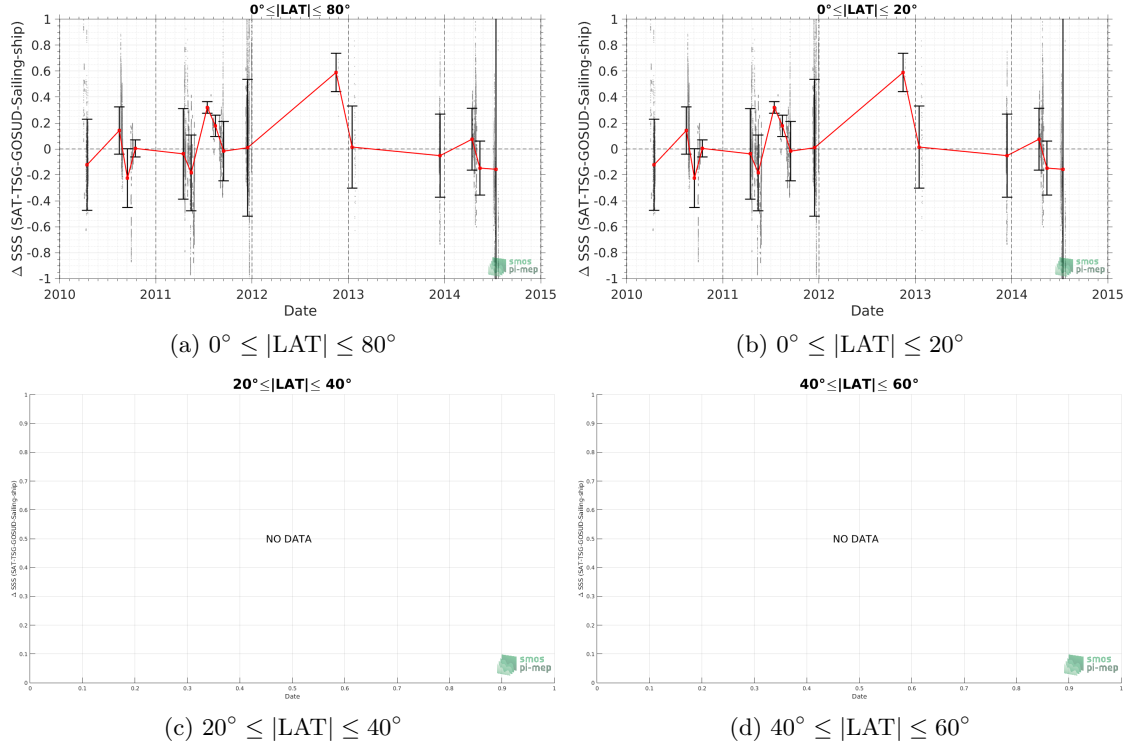 0°≤|LAT|≤ 80°
Δ SSS (SAT-TSG-GOSUD-Sailing-ship)
1
0.8
0.6
0.4
0.2
0
-0.2
-0.4
-0.6
-0.8
-1
2010 2011 2012 2013 2014 2015
Date
smos
pi-mep
(a) 0° ≤ |LAT| ≤ 80°
0°≤|LAT|≤ 20°
Δ SSS (SAT-TSG-GOSUD-Sailing-ship)
1
0.8
0.6
0.4
0.2
0
-0.2
-0.4
-0.6
-0.8
-1
2010 2011 2012 2013 2014 2015
Date
smos
pi-mep
(b) 0° ≤ |LAT| ≤ 20°
20°≤|LAT|≤ 40°
Δ SSS (SAT-TSG-GOSUD-Sailing-ship)
1
0.9
0.8
0.7
0.6
0.5
0.4
0.3
0.2
0.1
0
NO DATA
0 0.1 0.2 0.3 0.4 0.5 0.6 0.7 0.8 0.9 1
Date
smos
pi-mep
(c) 20° ≤ |LAT| ≤ 40°
40°≤|LAT|≤ 60°
Δ SSS (SAT-TSG-GOSUD-Sailing-ship)
1
0.9
0.8
0.7
0.6
0.5
0.4
0.3
0.2
0.1
0
NO DATA
0 0.1 0.2 0.3 0.4 0.5 0.6 0.7 0.8 0.9 1
Date
smos
pi-mep
(d) 40° ≤ |LAT| ≤ 60°